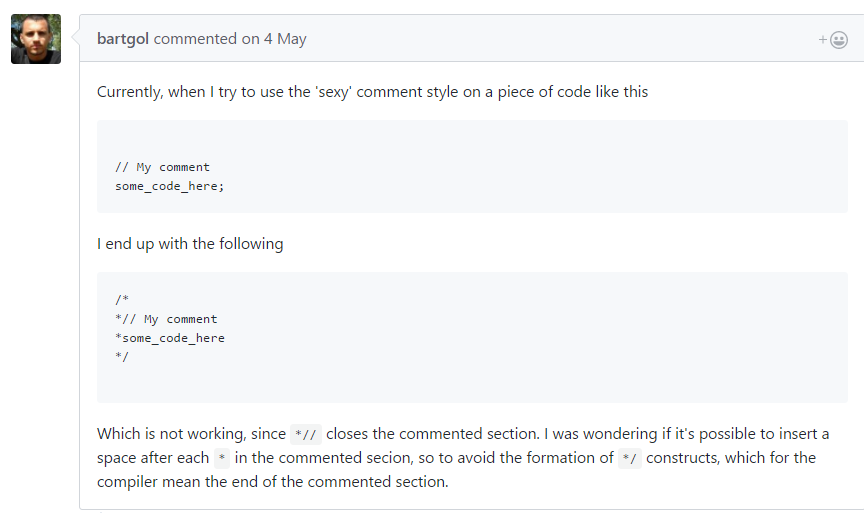 bartgol commented on 4 May
+
Currently, when I try to use the 'sexy' comment style on a piece of code like this
// My comment
some_code_here;
I end up with the following
/*
*// My comment
*some_code_here
*/
Which is not working, since *// closes the commented section. I was wondering if it's possible to insert a
space after each * in the commented secion, so to avoid the formation of */ constructs, which for the
compiler mean the end of the commented section.